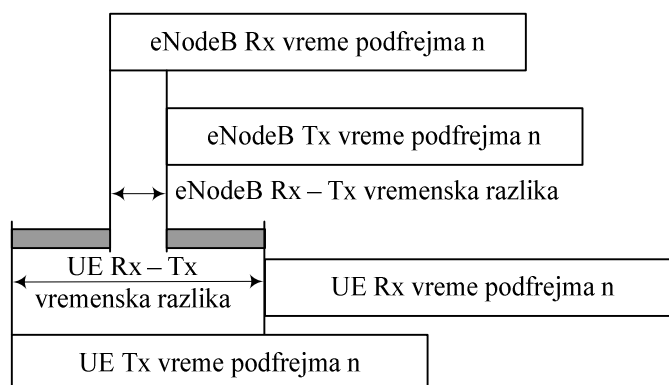 eNodeB Rx vreme podfrejma n
eNodeB Tx vreme podfrejma n
eNodeB Rx – Tx vremenska razlika
UE Rx – Tx
vremenska razlika
UE Rx vreme podfrejma n
UE Tx vreme podfrejma n